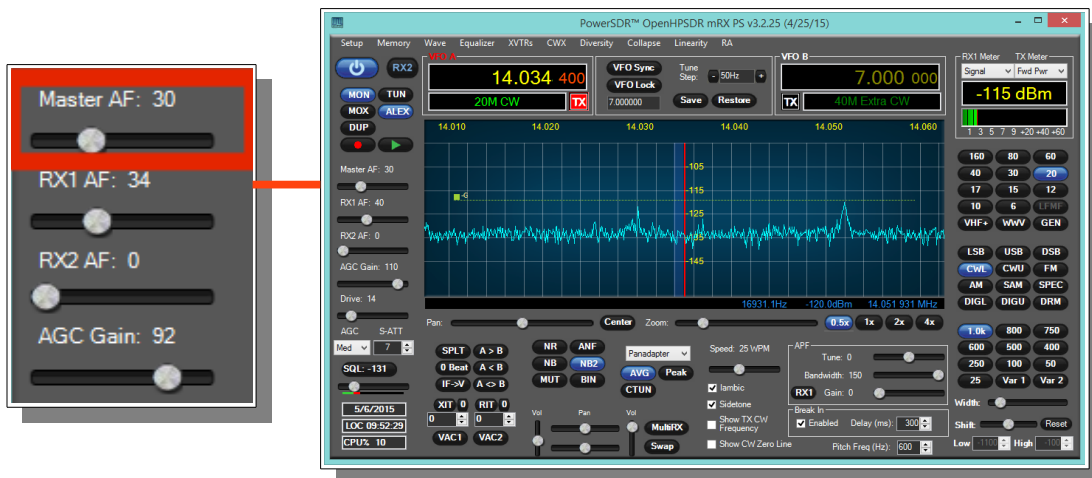 Master AF: 30
RX1 AF: 34
RX2 AF: 0
AGC Gain: 92
PowerSDR™ OpenHPSDR mRX PS v3.2.25 (4/25/15)
Setup Memory Wave Equalizer XVTRs CWX Diversity Collapse Linearity RA
RX2
MON TUN
MOX ALEX
DUP
VFO A
14.034 400
20M CW TX
VFO Sync
VFO Lock
7.000000
Tune Step: - 50Hz +
Save Restore
VFO B
7.000 000
TX 40M Extra CW
RX1 Meter TX Meter
Signal Fwd Pwr
-115 dBm
1 3 5 7 9 +20 +40 +60
14.010 14.020 14.030 14.040 14.050 14.060
-105
-115
-125
-135
-145
-G
16931.1Hz -120.0dBm 14.051 931 MHz
Master AF: 30
RX1 AF: 40
RX2 AF: 0
AGC Gain: 110
Drive: 14
AGC S-ATT
Med 7
SQL: -131
5/6/2015
LOC 09:52:29
CPU% 10
Pan: Center Zoom: 0.5x 1x 2x 4x
SPLT A > B
0 Beat A < B
IF->V A <> B
XIT 0 RIT 0
0 0
VAC1 VAC2
NR ANF
NB NB2
MUT BIN
Panadapter
AVG Peak
CTUN
Vol Pan Vol
MultiRX
Swap
Speed: 25 WPM
Iambic
Sidetone
Show TX CW Frequency
Show CW Zero Line
APF
Tune: 0
Bandwidth: 150
RX1 Gain: 0
Break In
Enabled Delay (ms): 300
Pitch Freq (Hz): 600
160 80 60
40 30 20
17 15 12
10 6 LFMF
VHF+ WWV GEN
LSB USB DSB
CWL CWU FM
AM SAM SPEC
DIGL DIGU DRM
1.0k 800 750
600 500 400
250 100 50
25 Var 1 Var 2
Width:
Shift: Reset
Low -1100 High -100